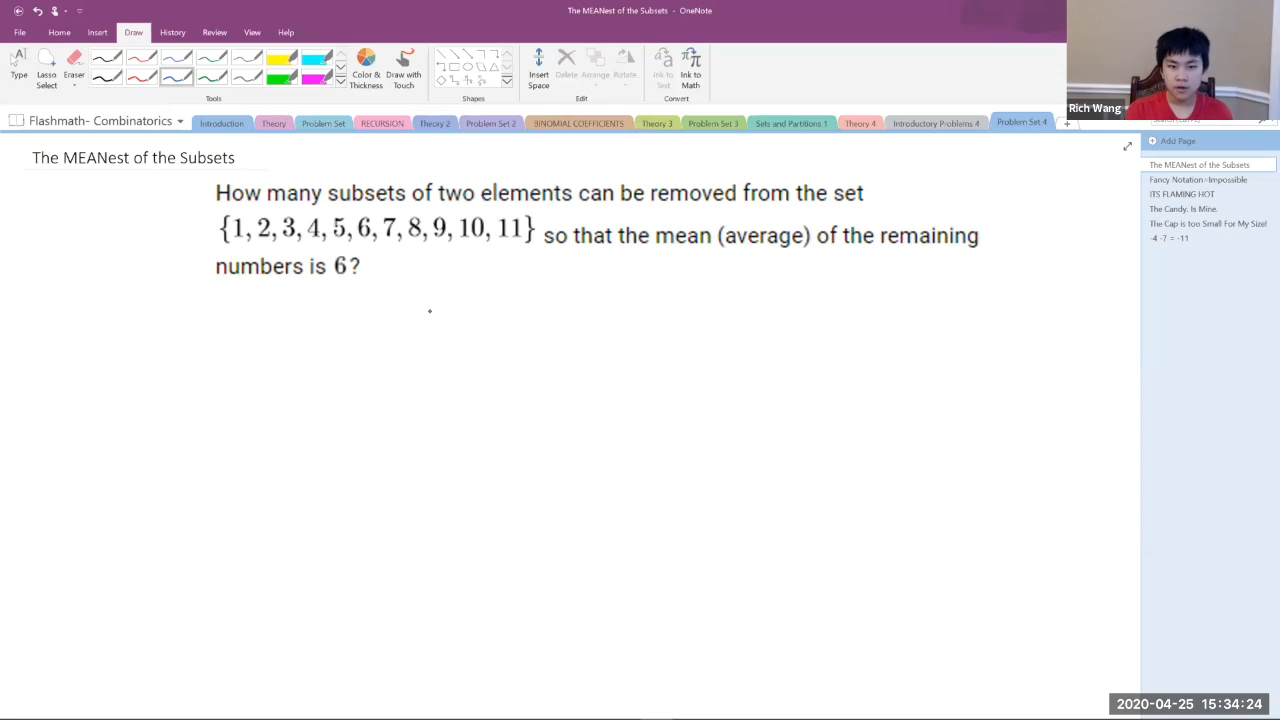 The MEANest of the Subsets - OneNote
File Home Insert Draw History Review View Help
Type Lasso Select Eraser Color & Thickness Draw with Touch Insert Space Delete Arrange Rotate Ink to Text Ink to Math
Tools Shapes Edit Convert
Rich Wang
Flashmath- Combinatorics Introduction Theory Problem Set RECURSION Theory 2 Problem Set 2 BINOMIAL COEFFICIENTS Theory 3 Problem Set 3 Sets and Partitions 1 Theory 4 Introductory Problems 4 Problem Set 4
Add Page
The MEANest of the Subsets
The MEANest of the Subsets
Fancy Notation=Impossible
ITS FLAMING HOT
The Candy. Is Mine.
The Cap is too Small For My Size!
-4 -7 = -11
How many subsets of two elements can be removed from the set
{1, 2, 3, 4, 5, 6, 7, 8, 9, 10, 11} so that the mean (average) of the remaining
numbers is 6?
2020-04-25 15:34:24